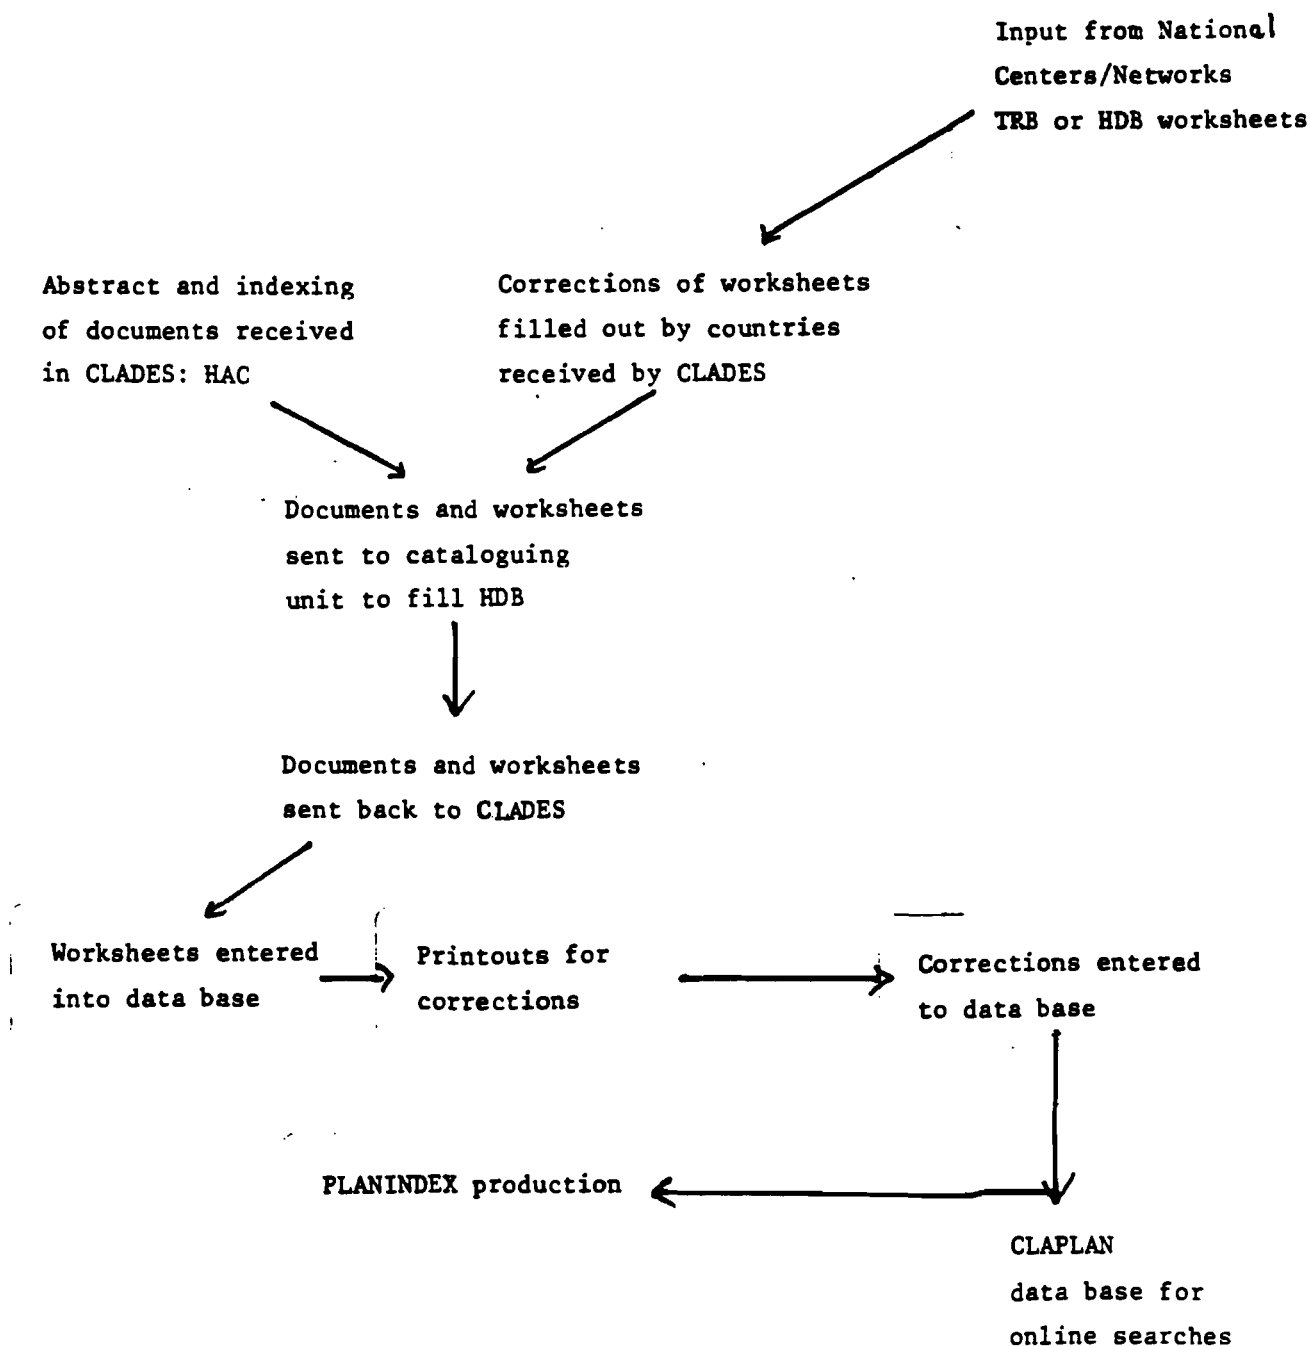 Input from National
Centers/Networks
TRB or HDB worksheets
Abstract and indexing
of documents received
in CLADES: HAC
Corrections of worksheets
filled out by countries
received by CLADES
Documents and worksheets
sent to cataloguing
unit to fill HDB
Documents and worksheets
sent back to CLADES
Worksheets entered
into data base
Printouts for
corrections
Corrections entered
to data base
PLANINDEX production
CLAPLAN
data base for
online searches